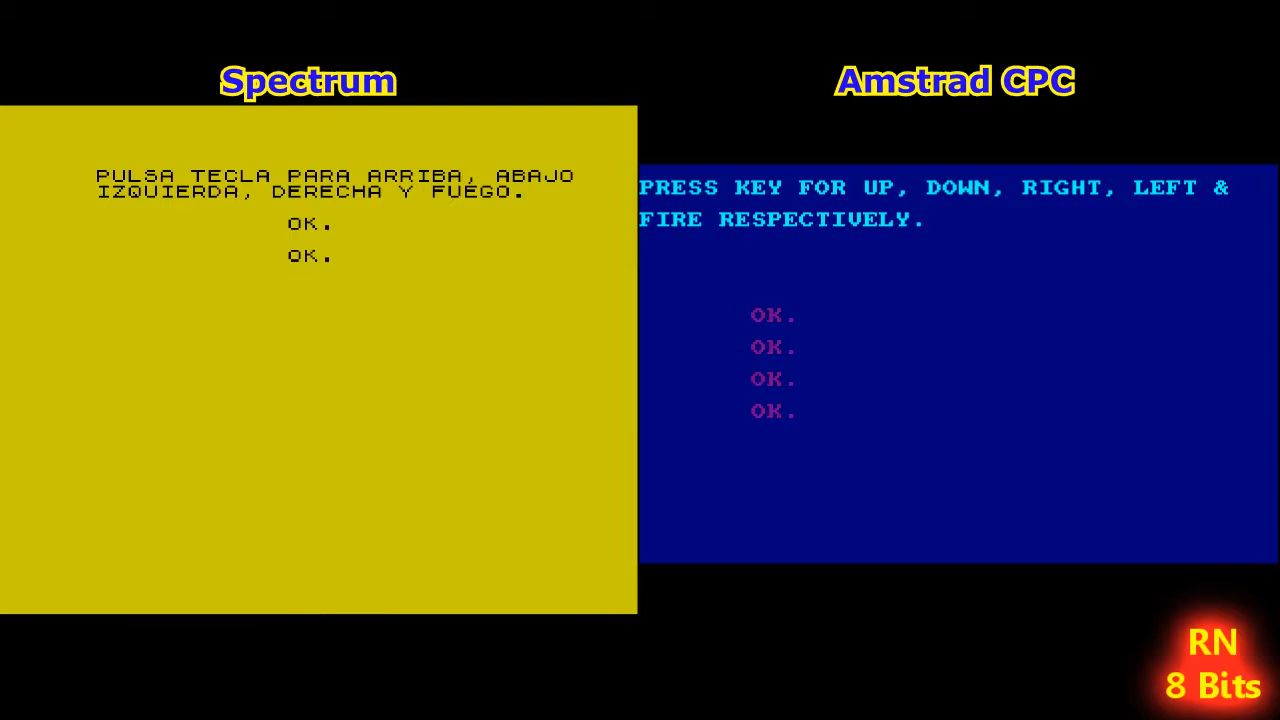 Spectrum
PULSA TECLA PARA ARRIBA, ABAJO
IZQUIERDA, DERECHA Y FUEGO.
OK.
OK.
Amstrad CPC
PRESS KEY FOR UP, DOWN, RIGHT, LEFT &
FIRE RESPECTIVELY.
OK.
OK.
OK.
OK.
RN
8 Bits